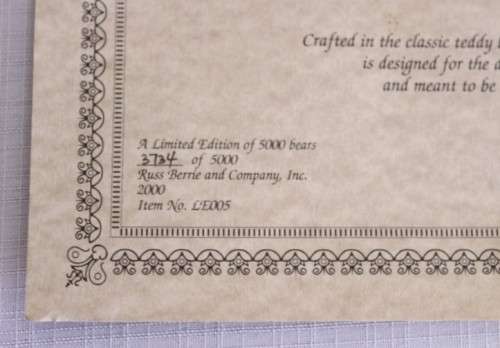 Crafted in the classic teddy
is designed for the
and meant to be
A Limited Edition of 5000 bears
3734 of 5000
Russ Berrie and Company, Inc.
2000
Item No. LE005